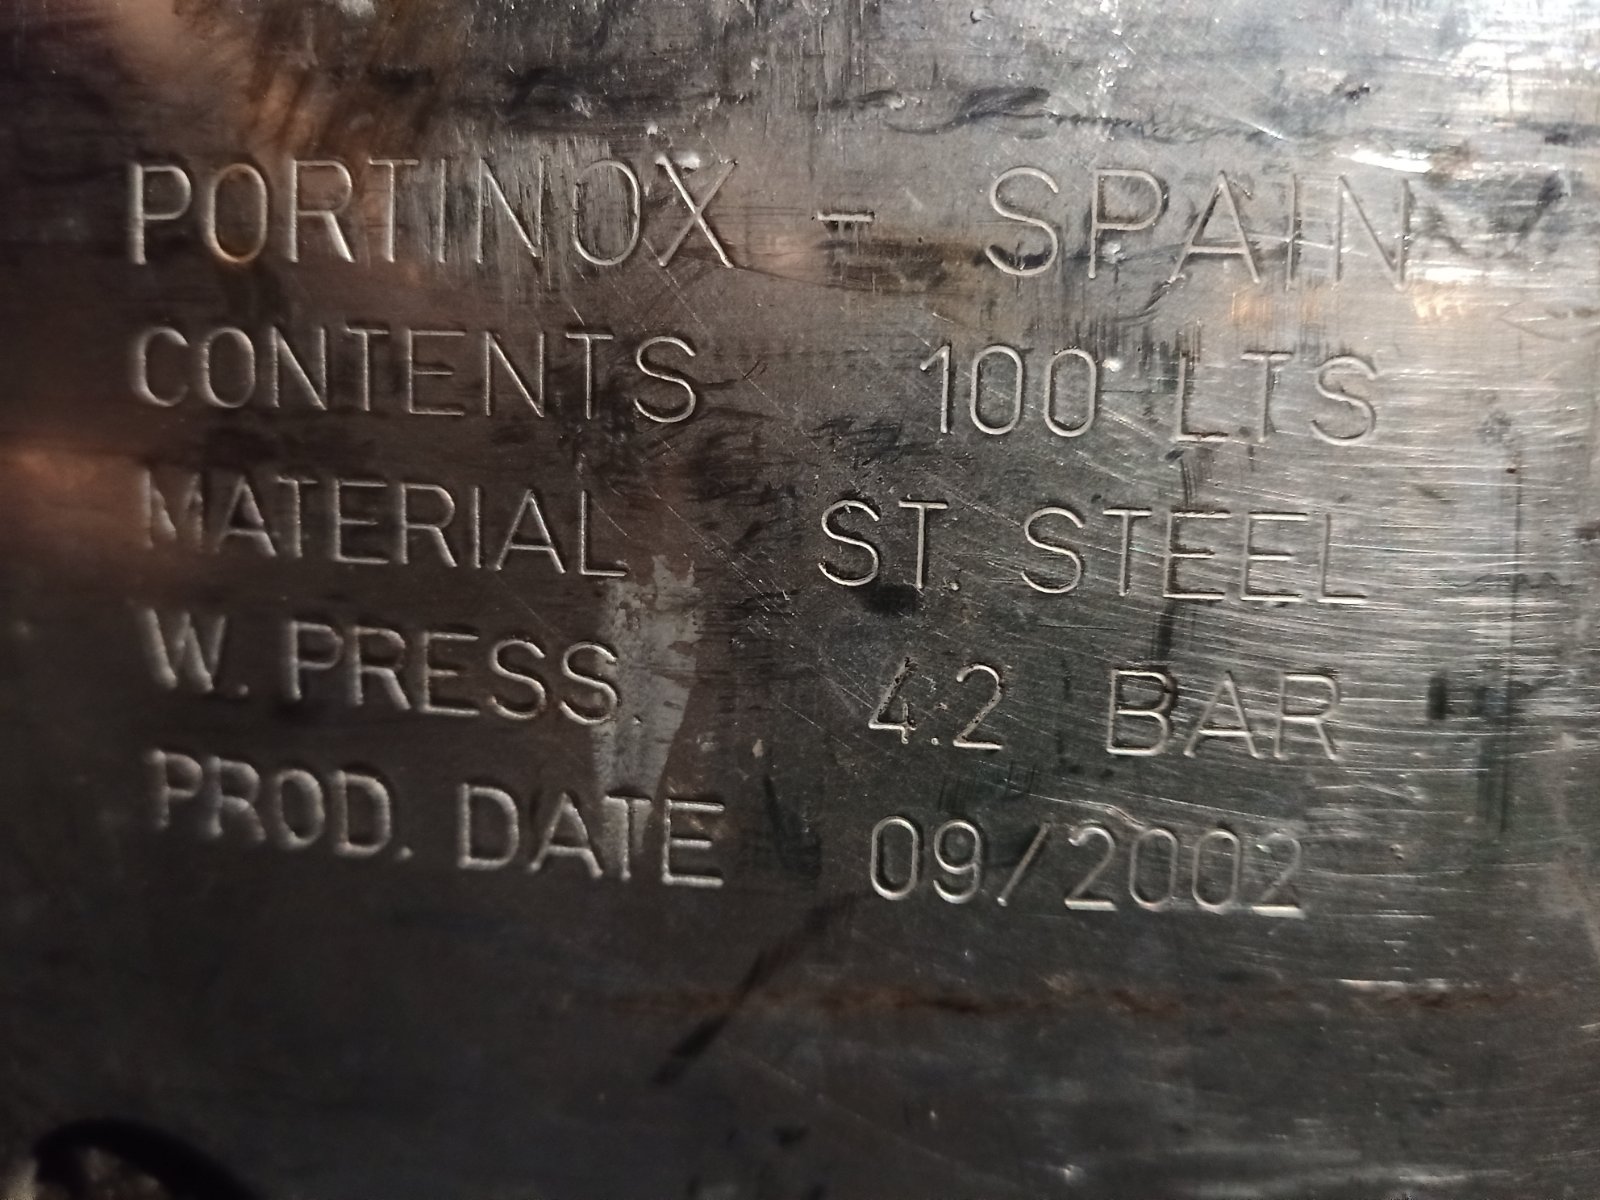 PORTINOX - SPAIN
CONTENTS 100 LTS
MATERIAL ST. STEEL
W. PRESS. 4.2 BAR
PROD. DATE 09/2002